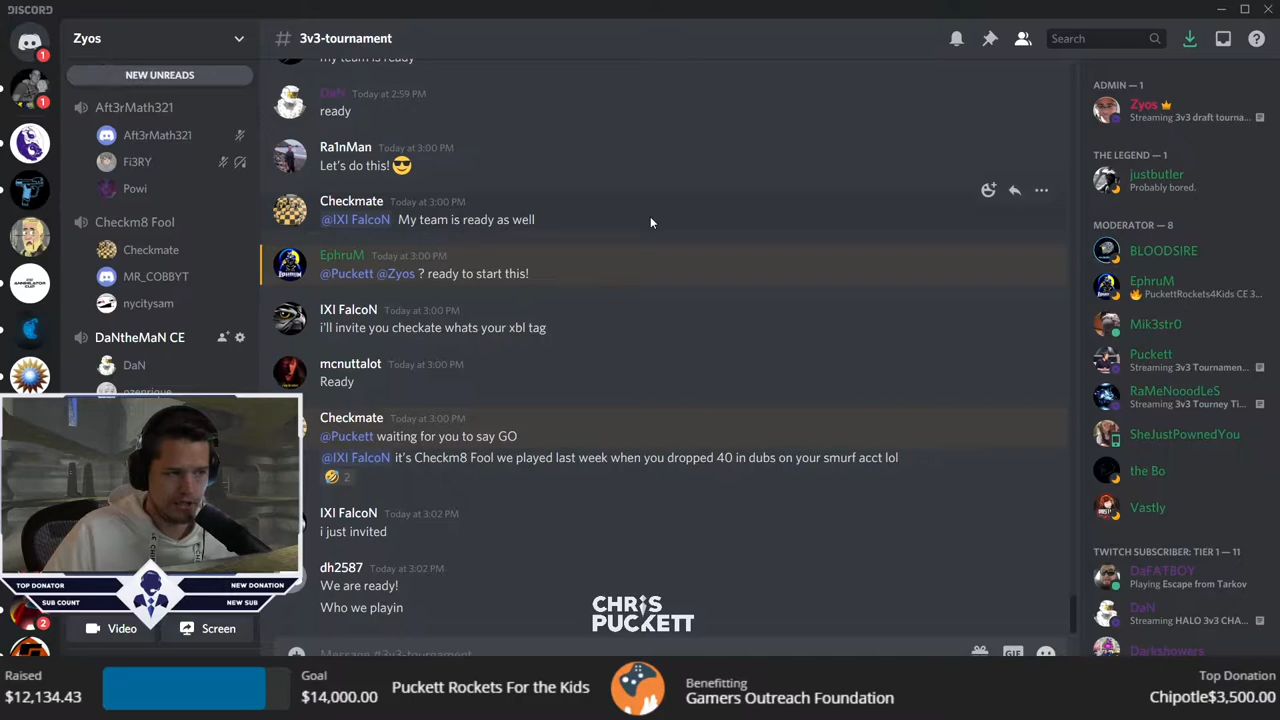 DISCORD
Zyos
# 3v3-tournament
Search
NEW UNREADS
1
1
2
Aft3rMath321
Aft3rMath321
Fi3RY
Powi
Checkm8 Fool
Checkmate
MR_COBBYT
nycitysam
DaNtheMaN CE
DaN
nzenrique
Video
Screen
my team is ready
DaN Today at 2:59 PM
ready
Ra1nMan Today at 3:00 PM
Let's do this! 😎
Checkmate Today at 3:00 PM
@IXI FalcoN My team is ready as well
EphruM Today at 3:00 PM
@Puckett @Zyos ? ready to start this!
IXI FalcoN Today at 3:00 PM
i'll invite you checkate whats your xbl tag
mcnuttalot Today at 3:00 PM
Ready
Checkmate Today at 3:00 PM
@Puckett waiting for you to say GO
@IXI FalcoN it's Checkm8 Fool we played last week when you dropped 40 in dubs on your smurf acct lol
🤣 2
IXI FalcoN Today at 3:02 PM
i just invited
dh2587 Today at 3:02 PM
We are ready!
Who we playin
Message #3v3-tournament
GIF
ADMIN — 1
Zyos
Streaming 3v3 draft tourna...
THE LEGEND — 1
justbutler
Probably bored.
MODERATOR — 8
BLOODSIRE
EphruM
🔥 PuckettRockets4Kids CE 3...
Mik3str0
Puckett
Streaming 3v3 Tournamen...
RaMeNooodLeS
Streaming 3v3 Tourney Ti...
SheJustPownedYou
the Bo
Vastly
TWITCH SUBSCRIBER: TIER 1 — 11
DaFATBOY
Playing Escape from Tarkov
DaN
Streaming HALO 3v3 CHA...
Darkshowers
TOP DONATOR
NEW DONATION
SUB COUNT
NEW SUB
CHRIS
PUCKETT
Raised
$12,134.43
Goal
$14,000.00
Puckett Rockets For the Kids
Benefitting
Gamers Outreach Foundation
Top Donation
Chipotle$3,500.00